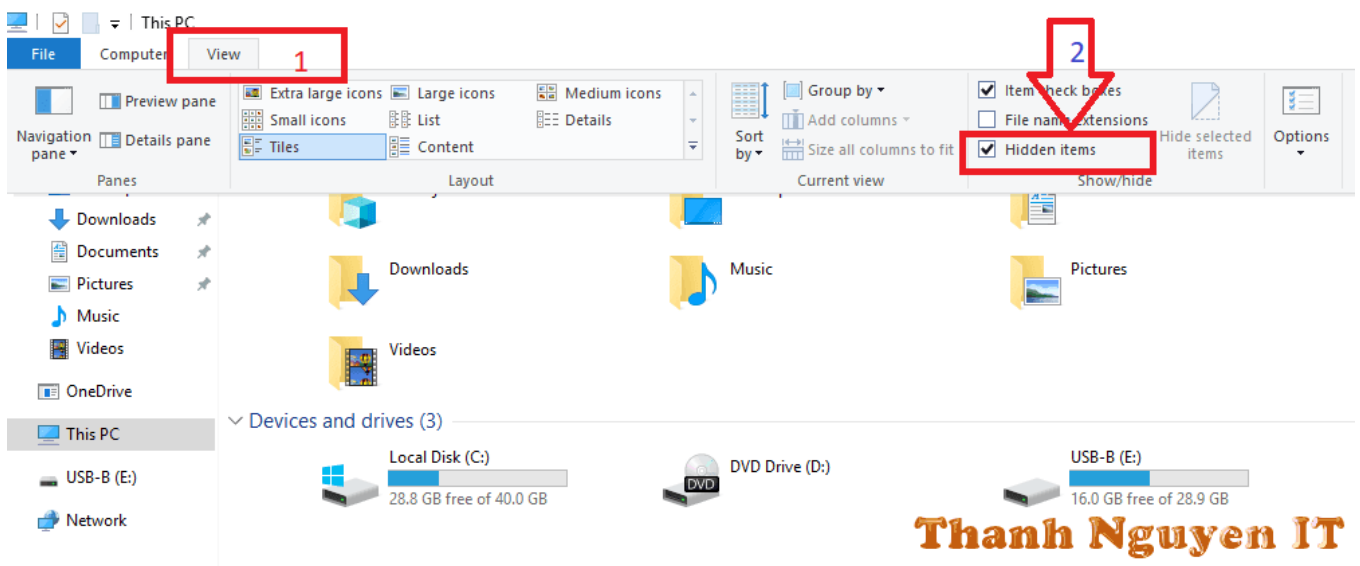 This PC
File Computer View 1
2
Preview pane
Navigation pane
Details pane
Panes
Extra large icons Large icons Medium icons
Small icons List Details
Tiles Content
Layout
Sort by
Group by
Add columns
Size all columns to fit
Current view
Item check boxes
File name extensions
Hidden items
Hide selected items
Show/hide
Options
Downloads
Documents
Pictures
Music
Videos
OneDrive
This PC
USB-B (E:)
Network
Downloads Music Pictures
Videos
Devices and drives (3)
Local Disk (C:)
28.8 GB free of 40.0 GB
DVD Drive (D:)
DVD
USB-B (E:)
16.0 GB free of 28.9 GB
Thanh Nguyen IT